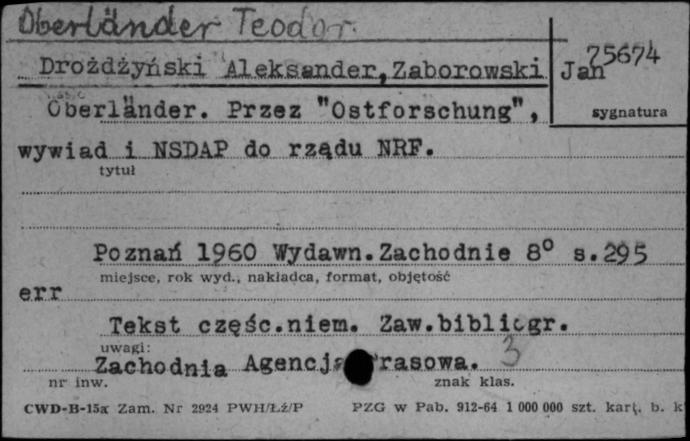 Oberländer Teodor.
Drożdżyński Aleksander, Zaborowski Jan
75674
Oberländer. Przez "Ostforschung",
sygnatura
wywiad i NSDAP do rządu NRF.
tytuł
Poznań 1960 Wydawn. Zachodnie 8° s.295
miejsce, rok wyd., nakładca, format, objętość
err
Tekst częśc.niem. Zaw.bibliogr.
uwagi:
Zachodnia Agencja Prasowa. 3
nr inw. znak klas.
CWD-B-15a Zam. Nr 2924 PWH/Łż/P PZG w Pab. 912-64 1 000 000 szt. kart. b. k